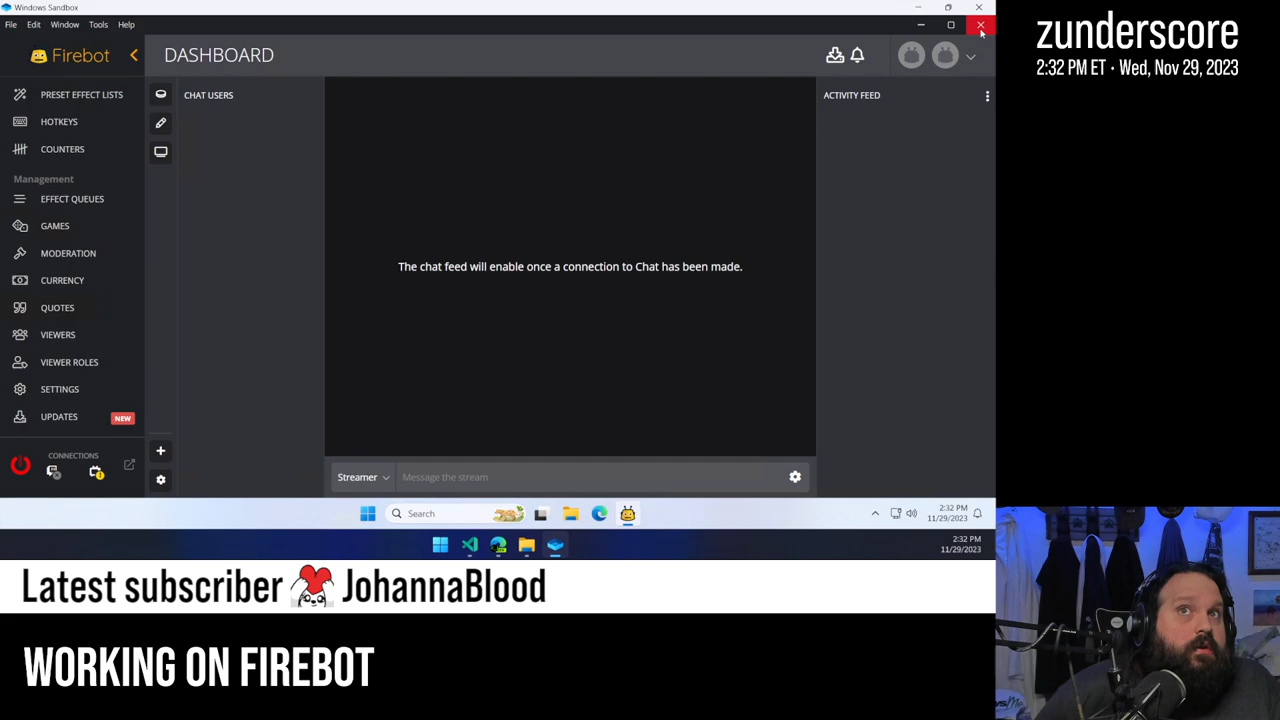 Windows Sandbox
File Edit Window Tools Help
Firebot
DASHBOARD
PRESET EFFECT LISTS
HOTKEYS
COUNTERS
Management
EFFECT QUEUES
GAMES
MODERATION
CURRENCY
QUOTES
VIEWERS
VIEWER ROLES
SETTINGS
UPDATES NEW
CONNECTIONS
CHAT USERS
The chat feed will enable once a connection to Chat has been made.
Streamer Message the stream
ACTIVITY FEED
Search
2:32 PM
11/29/2023
2:32 PM
11/29/2023
zunderscore
2:32 PM ET • Wed, Nov 29, 2023
Latest subscriber JohannaBlood
WORKING ON FIREBOT